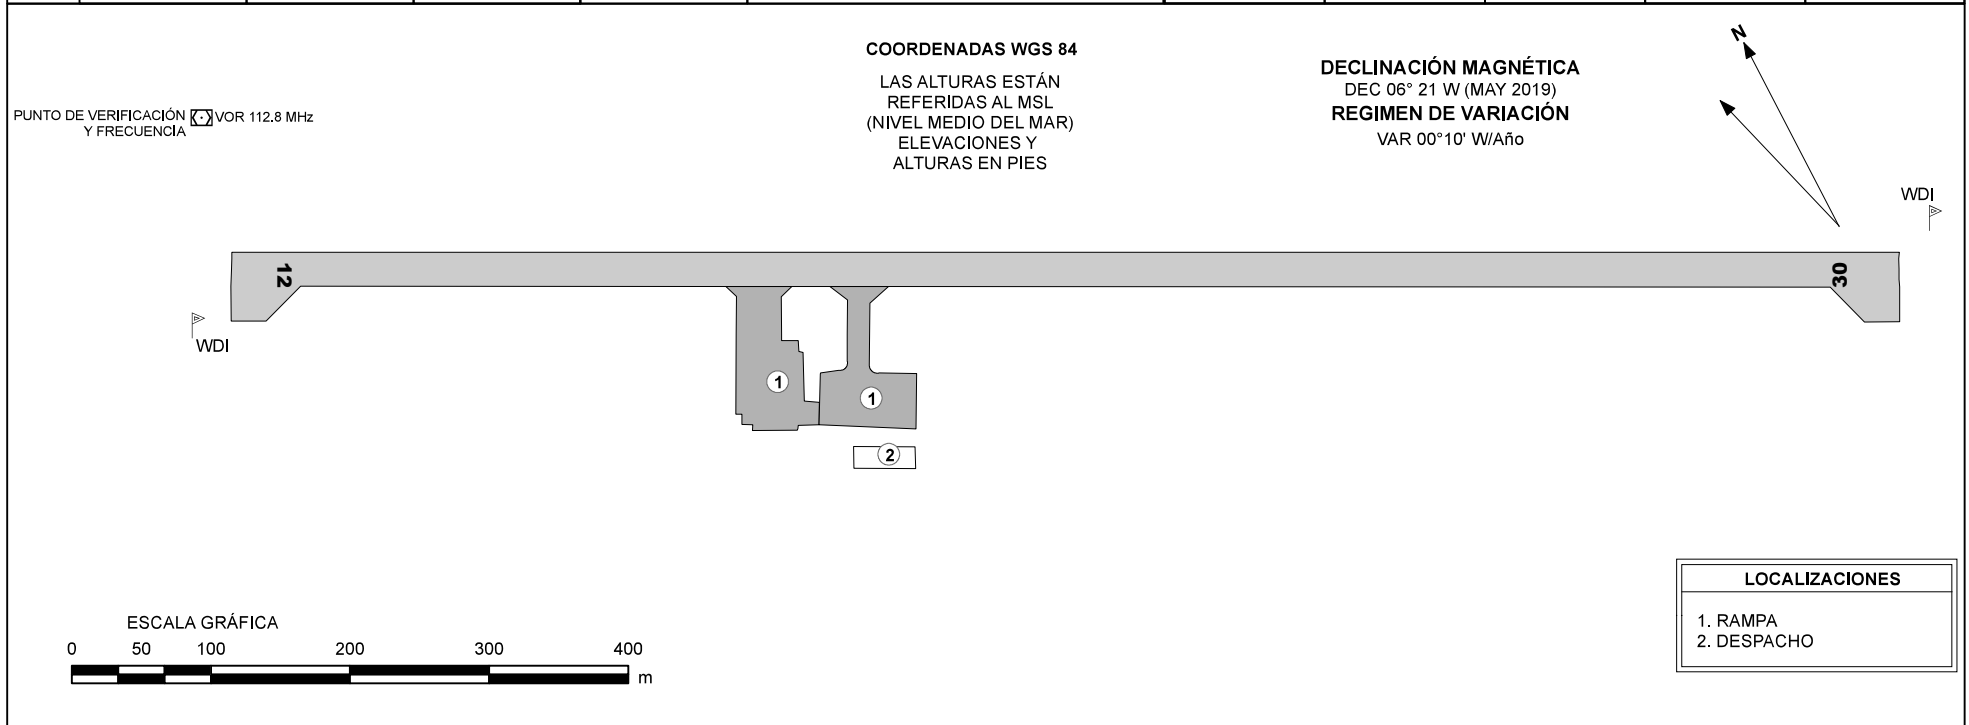 COORDENADAS WGS 84
LAS ALTURAS ESTÁN
REFERIDAS AL MSL
(NIVEL MEDIO DEL MAR)
ELEVACIONES Y
ALTURAS EN PIES
DECLINACIÓN MAGNÉTICA
DEC 06° 21 W (MAY 2019)
REGIMEN DE VARIACIÓN
VAR 00°10' W/Año
N
PUNTO DE VERIFICACIÓN VOR 112.8 MHz
Y FRECUENCIA
WDI
12
30
WDI
1
1
2
LOCALIZACIONES
1. RAMPA
2. DESPACHO
ESCALA GRÁFICA
0 50 100 200 300 400
m